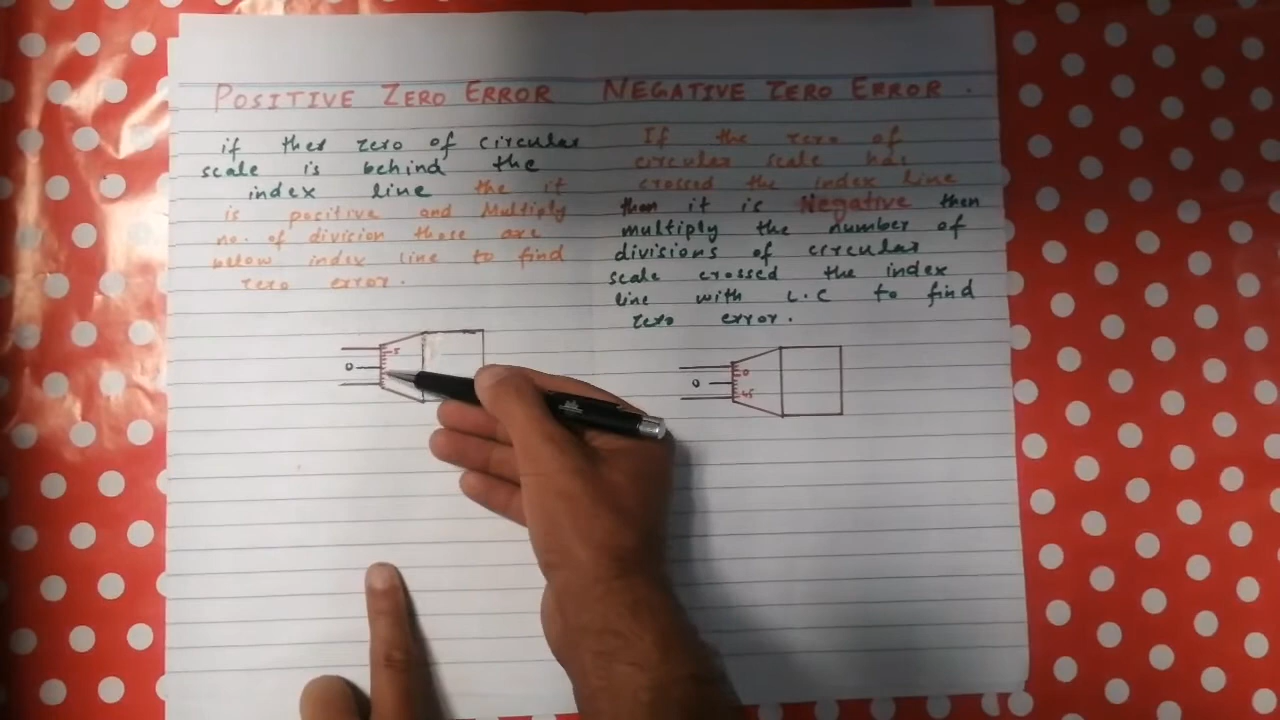 POSITIVE ZERO ERROR
if ther zero of circular
scale is behind the
index line the it
is positive and Multiply
no. of division those are
below index line to find
zero error.
5
0
NEGATIVE ZERO ERROR.
If the zero of
circular scale has
crossed the index line
then it is Negative then
multiply the number of
divisions of circular
scale crossed the index
line with L.C to find
zero error.
0
0
45